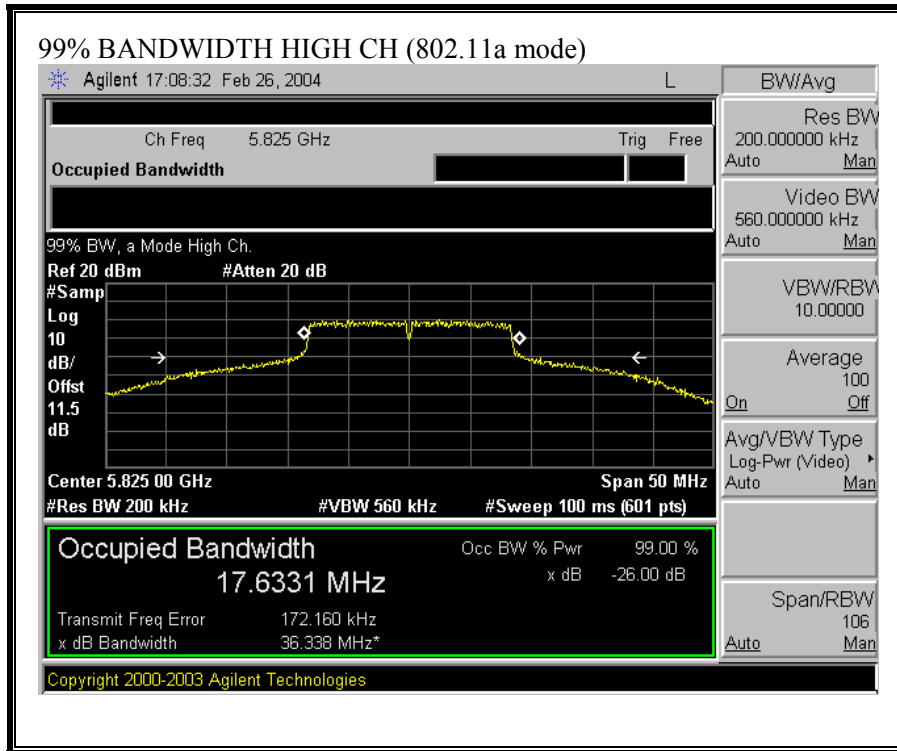 99% BANDWIDTH HIGH CH (802.11a mode)
Agilent 17:08:32 Feb 26, 2004 L
BW/Avg
Ch Freq 5.825 GHz Trig Free
Occupied Bandwidth
Res BW
200.000000 kHz
Auto Man
Video BW
560.000000 kHz
Auto Man
99% BW, a Mode High Ch.
Ref 20 dBm #Atten 20 dB
#Samp
Log
10
dB/
Offst
11.5
dB
VBW/RBW
10.00000
Average
100
On Off
Avg/VBW Type
Log-Pwr (Video)
Auto Man
Center 5.825 00 GHz Span 50 MHz
#Res BW 200 kHz #VBW 560 kHz #Sweep 100 ms (601 pts)
Occupied Bandwidth
17.6331 MHz
Occ BW % Pwr 99.00 %
x dB -26.00 dB
Transmit Freq Error 172.160 kHz
x dB Bandwidth 36.338 MHz*
Span/RBW
106
Auto Man
Copyright 2000-2003 Agilent Technologies